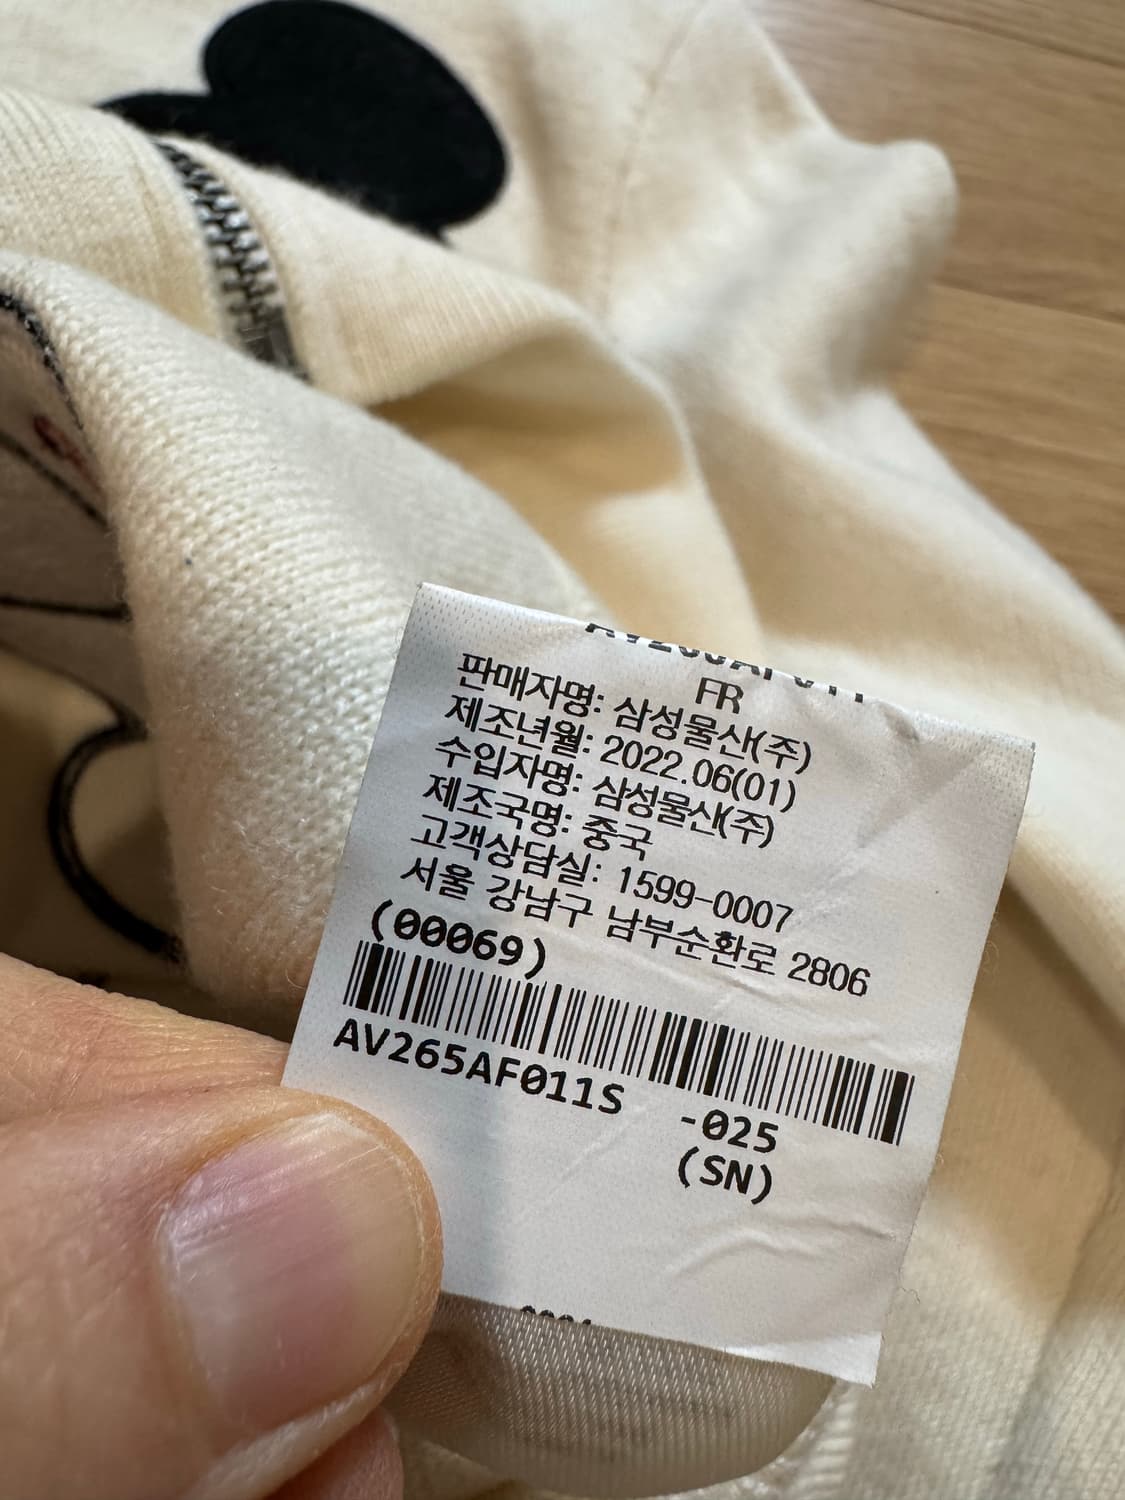 FR
판매자명: 삼성물산(주)
제조년월: 2022.06(01)
수입자명: 삼성물산(주)
제조국명: 중국
고객상담실: 1599-0007
서울 강남구 남부순환로 2806
(00069)
AV265AF011S -025
(SN)